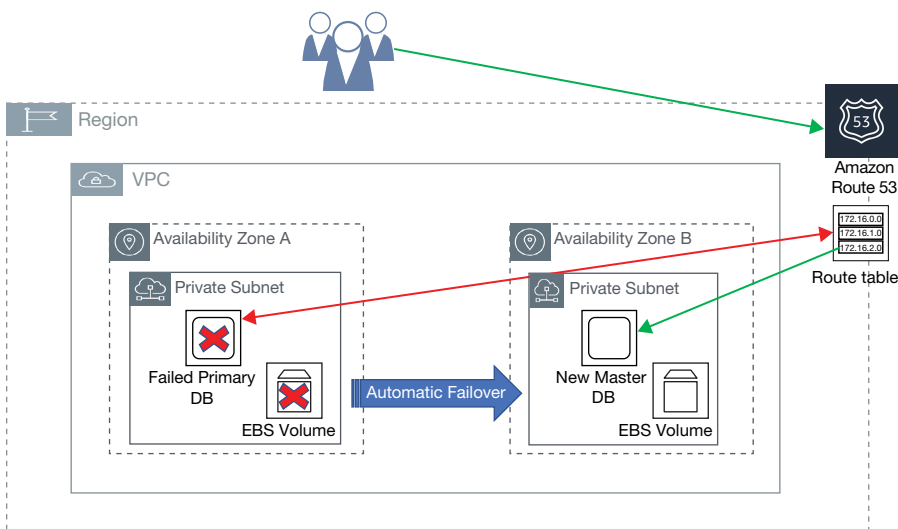 Region
53
Amazon
Route 53
VPC
172.16.0.0
172.16.1.0
172.16.2.0
Route table
Availability Zone A
Availability Zone B
Private Subnet
Private Subnet
Failed Primary
DB
EBS Volume
Automatic Failover
New Master
DB
EBS Volume